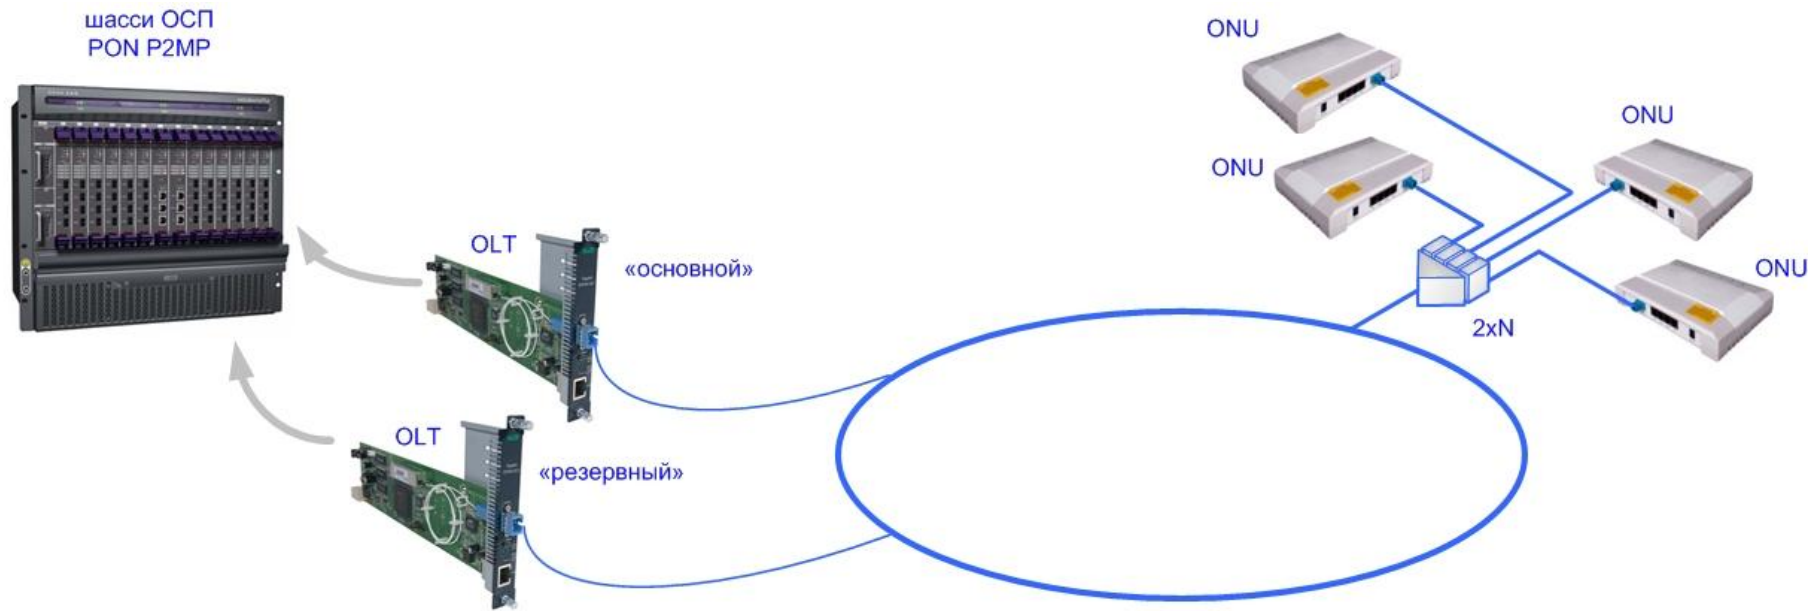 шасси ОСП
PON P2MP
ONU
ONU
ONU
ONU
OLT
«основной»
2xN
OLT
«резервный»